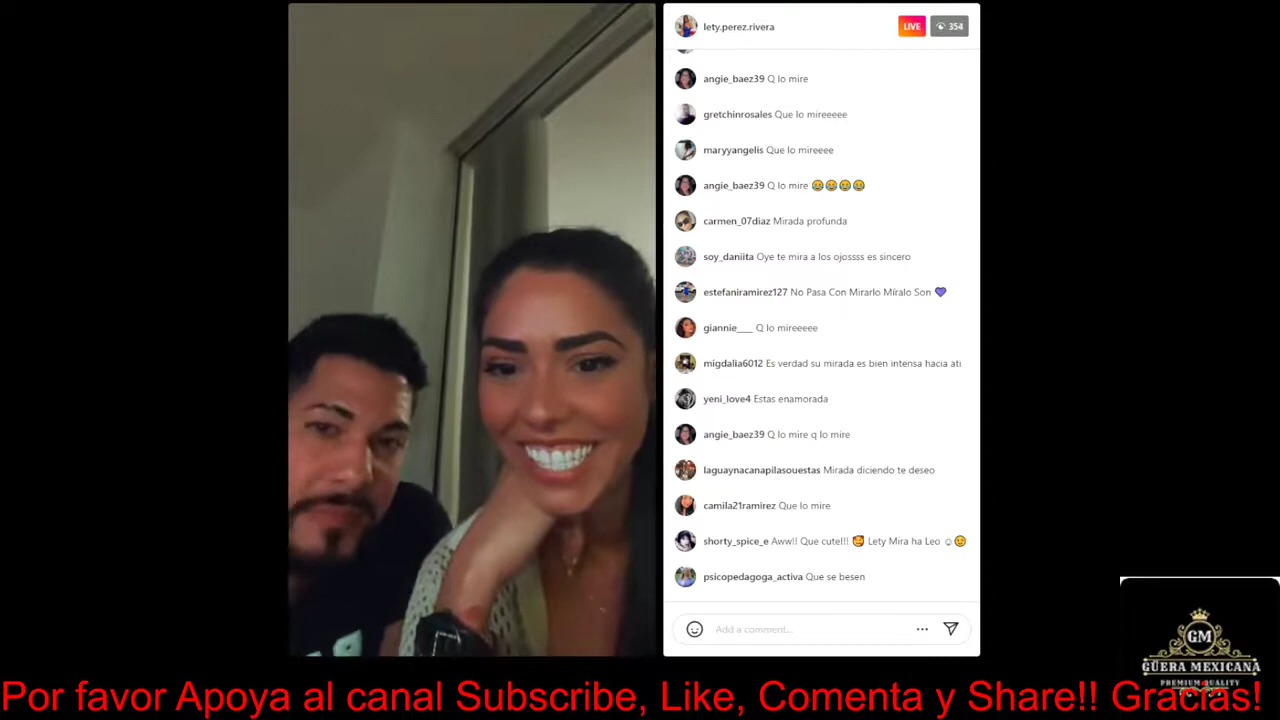 lety.perez.rivera
LIVE
354
angie_baez39 Q lo mire
gretchinrosales Que lo mireeeee
maryyangelis Que lo mireeee
angie_baez39 Q lo mire 😂😂😂😂
carmen_07diaz Mirada profunda
soy_daniita Oye te mira a los ojossss es sincero
estefaniramirez127 No Pasa Con Mirarlo Míralo Son 💜
giannie___ Q lo mireeeee
migdalia6012 Es verdad su mirada es bien intensa hacia ati
yeni_love4 Estas enamorada
angie_baez39 Q lo mire q lo mire
laguaynacanapilasouestas Mirada diciendo te deseo
camila21ramirez Que lo mire
shorty_spice_e Aww!! Que cute!!! 🥰 Lety Mira ha Leo ☺😉
psicopedagoga_activa Que se besen
Add a comment...
GM
GÜERA MEXICANA
PREMIUM QUALITY
Por favor Apoya al canal Subscribe, Like, Comenta y Share!! Gracias!